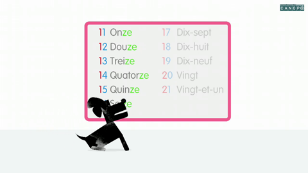 CANOPÉ
11 Onze
12 Douze
13 Treize
14 Quatorze
15 Quinze
17 Dix-sept
18 Dix-huit
19 Dix-neuf
20 Vingt
21 Vingt-et-un